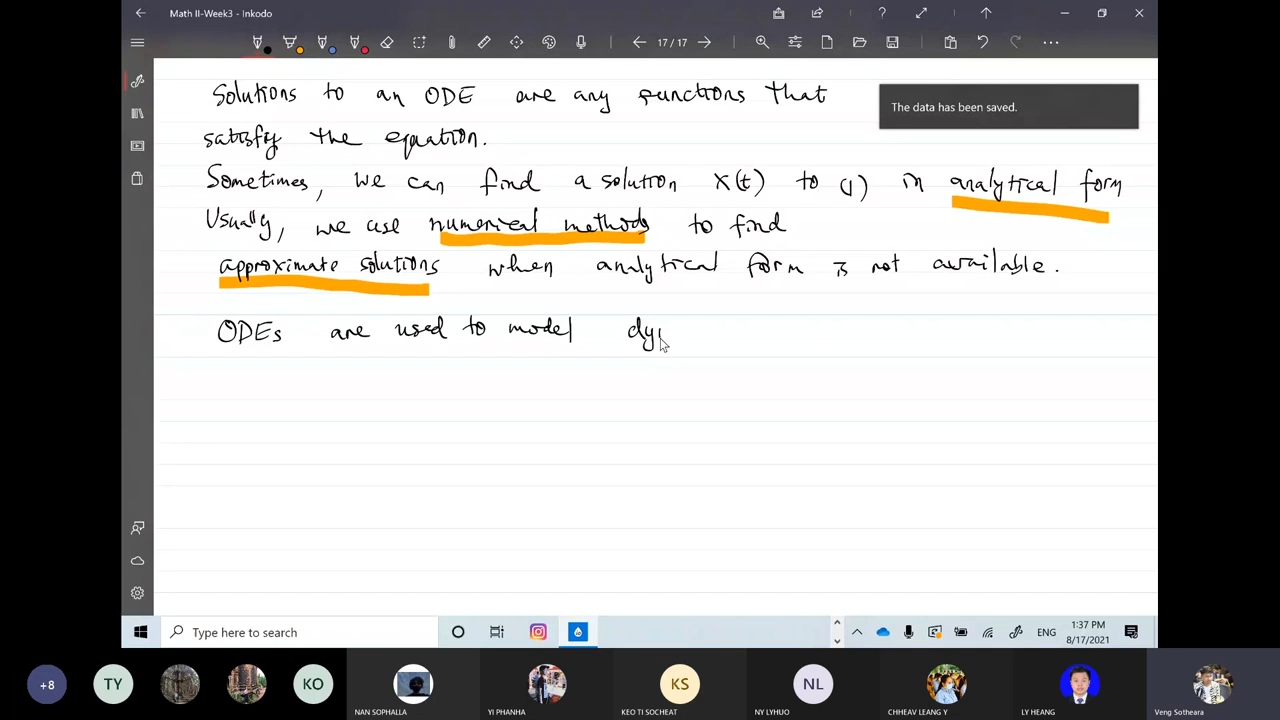 Math II-Week3 - Inkodo
17 / 17
Solutions to an ODE are any functions that
The data has been saved.
satisfy the equation.
Sometimes, we can find a solution x(t) to (1) in analytical form
Usually, we use numerical methods to find
approximate solutions when analytical form is not available.
ODEs are used to model dy
Type here to search
ENG
1:37 PM
8/17/2021
+8
TY
KO
NAN SOPHALLA
YI PHANHA
KS
KEO TI SOCHEAT
NL
NY LYHUO
CHHEAV LEANG Y
LY HEANG
Veng Sotheara